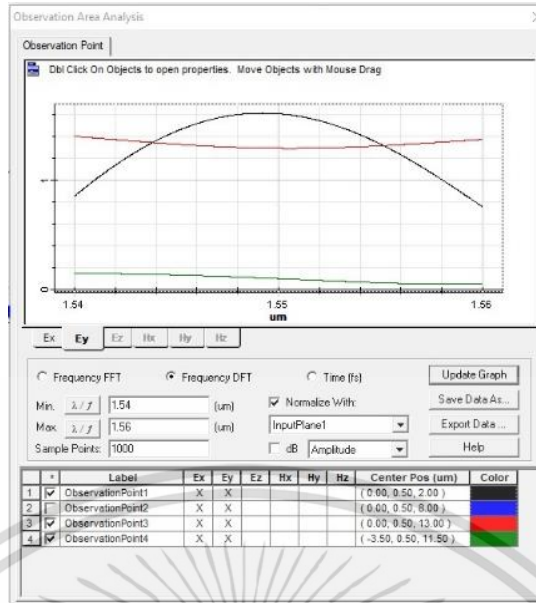 Observation Area Analysis
Observation Point
Dbl Click On Objects to open properties. Move Objects with Mouse Drag
1
0
1.54 1.55 1.56
um
Ex Ey Ez Hx Hy Hz
Frequency FFT Frequency DFT Time (fs) Update Graph
Min. λ / f 1.54 (um) Normalize With: Save Data As...
Max. λ / f 1.56 (um) InputPlane1 Export Data ...
Sample Points: 1000 dB Amplitude Help
* Label Ex Ey Ez Hx Hy Hz Center Pos (um) Color
1 ObservationPoint1 X X ( 0.00, 0.50, 2.00 )
2 ObservationPoint2 X X ( 0.00, 0.50, 8.00 )
3 ObservationPoint3 X X ( 0.00, 0.50, 13.00 )
4 ObservationPoint4 X X ( -3.50, 0.50, 11.50 )